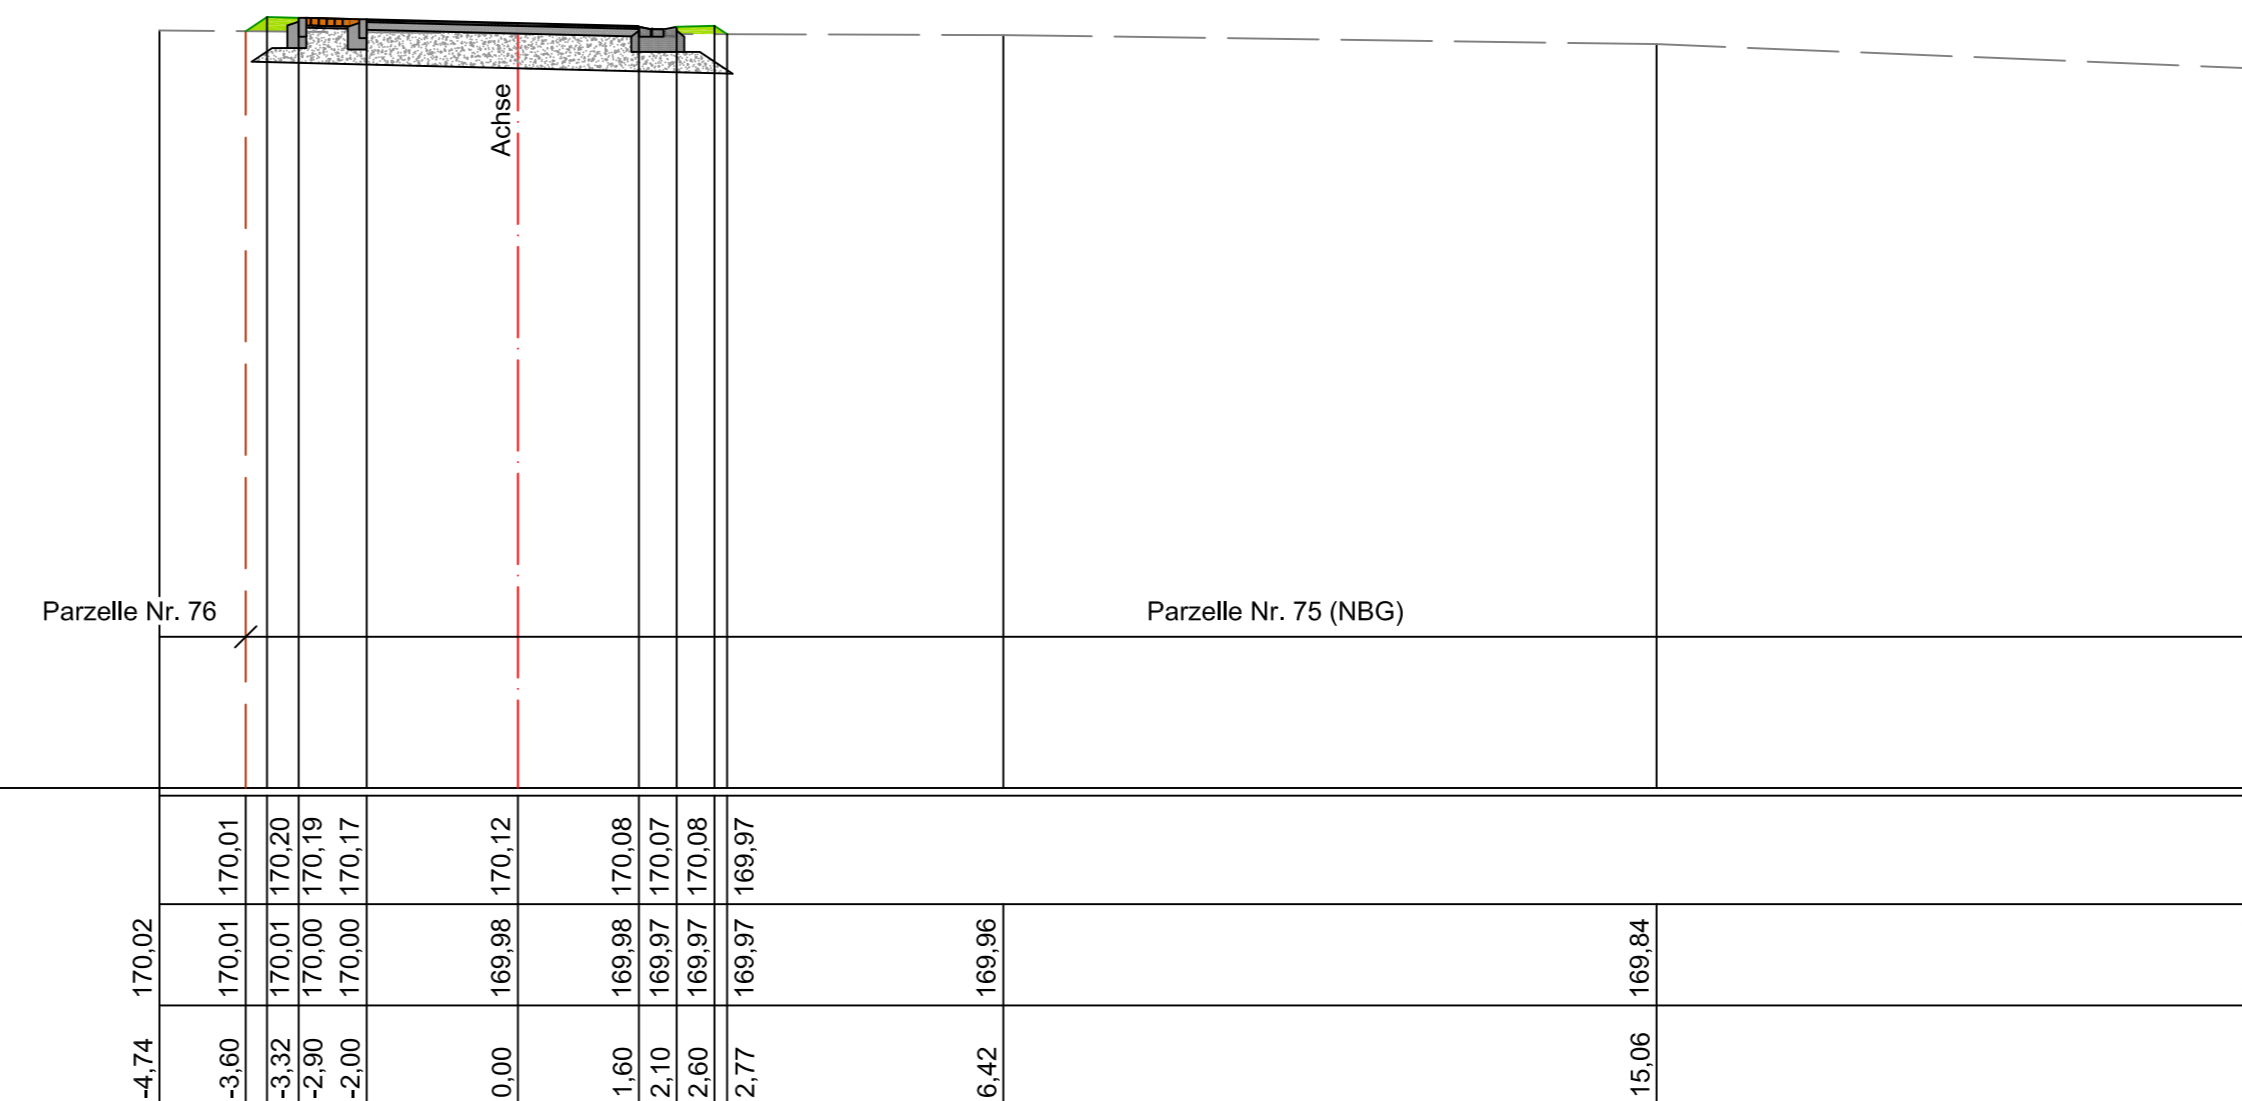 Achse
Parzelle Nr. 76
Parzelle Nr. 75 (NBG)
170,01 170,20 170,19 170,17 170,12 170,08 170,07 170,08 169,97
170,02 170,01 170,01 170,00 170,00 169,98 169,98 169,97 169,97 169,97 169,96 169,84
-4,74 -3,60 -3,32 -2,90 -2,00 0,00 1,60 2,10 2,60 2,77 6,42 15,06